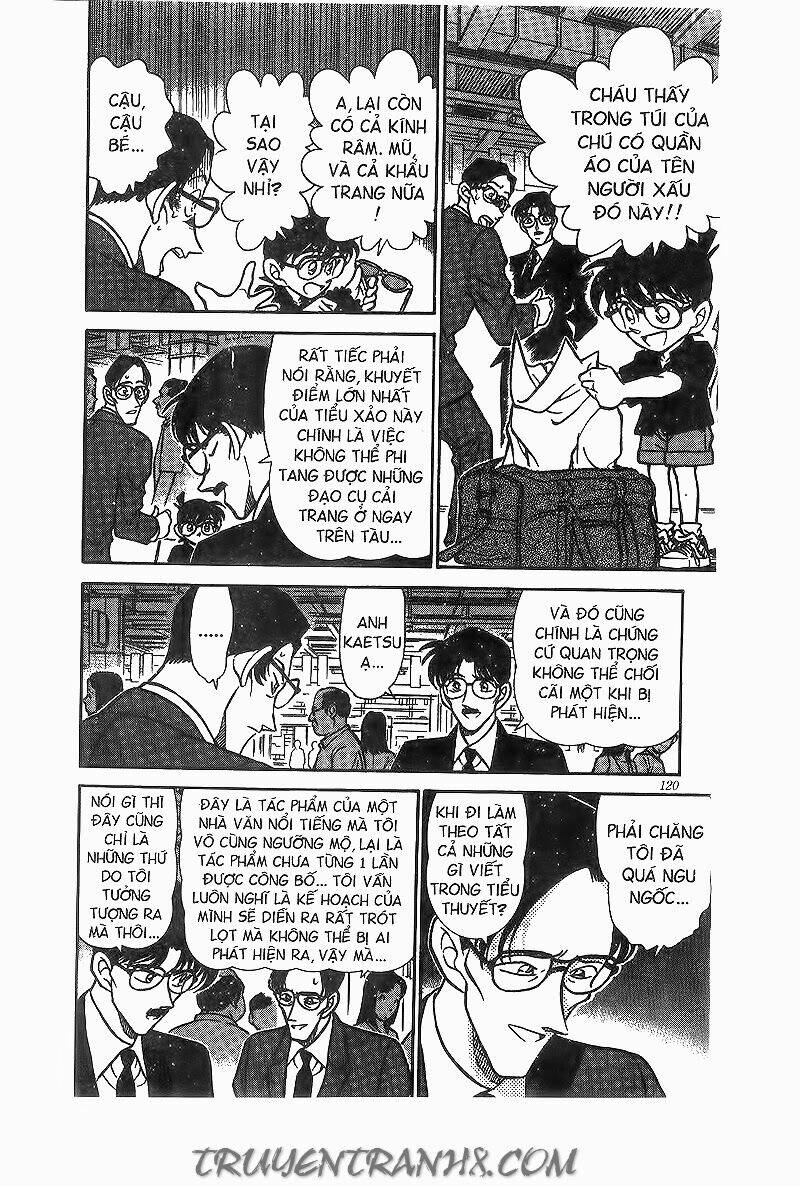 CHÁU THẤY
TRONG TÚI CỦA
CHÚ CÓ QUẦN
ÁO CỦA TÊN
NGƯỜI XẤU
ĐÓ NÀY!!
A, LẠI CÒN
CÓ CẢ KÍNH
RÂM. MŨ,
VÀ CẢ KHẨU
TRANG NỮA
!
TẠI
SAO
VẬY
NHỈ?
CẬU,
CẬU
BÉ...
RẤT TIẾC PHẢI
NÓI RẰNG, KHUYẾT
ĐIỂM LỚN NHẤT
CỦA TIỂU XẢO NÀY
CHÍNH LÀ VIỆC
KHÔNG THỂ PHI
TANG ĐƯỢC NHỮNG
ĐẠO CỤ CẢI
TRANG Ở NGAY
TRÊN TÀU...
VÀ ĐÓ CŨNG
CHÍNH LÀ CHỨNG
CỨ QUAN TRỌNG
KHÔNG THỂ CHỐI
CÃI MỘT KHI BỊ
PHÁT HIỆN...
ANH
KAETSU
Ạ...
......
120
PHẢI CHĂNG
TÔI ĐÃ
QUÁ NGU
NGỐC...
KHI ĐI LÀM
THEO TẤT
CẢ NHỮNG
GÌ VIẾT
TRONG TIỂU
THUYẾT?
ĐÂY LÀ TÁC PHẨM CỦA MỘT
NHÀ VĂN NỔI TIẾNG MÀ TÔI
VÔ CÙNG NGƯỠNG MỘ, LẠI LÀ
TÁC PHẨM CHƯA TỪNG 1 LẦN
ĐƯỢC CÔNG BỐ... TÔI VẪN
LUÔN NGHĨ LÀ KẾ HOẠCH CỦA
MÌNH SẼ DIỄN RA RẤT TRÓT
LỌT MÀ KHÔNG THỂ BỊ AI
PHÁT HIỆN RA, VẬY MÀ...
NÓI GÌ THÌ
ĐÂY CŨNG
CHỈ LÀ
NHỮNG THỨ
DO TÔI
TƯỞNG
TƯỢNG RA
MÀ THÔI...
TRUYENTRANH8.COM